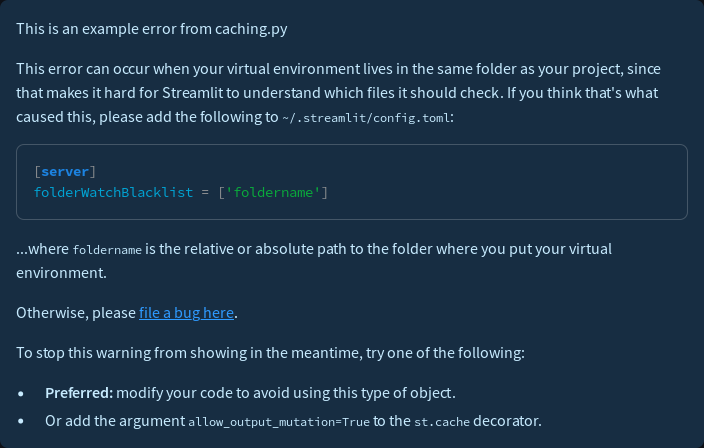 This is an example error from caching.py
This error can occur when your virtual environment lives in the same folder as your project, since
that makes it hard for Streamlit to understand which files it should check. If you think that's what
caused this, please add the following to ~/.streamlit/config.toml:
[server]
folderWatchBlacklist = ['foldername']
...where foldername is the relative or absolute path to the folder where you put your virtual
environment.
Otherwise, please file a bug here.
To stop this warning from showing in the meantime, try one of the following:
• Preferred: modify your code to avoid using this type of object.
• Or add the argument allow_output_mutation=True to the st.cache decorator.